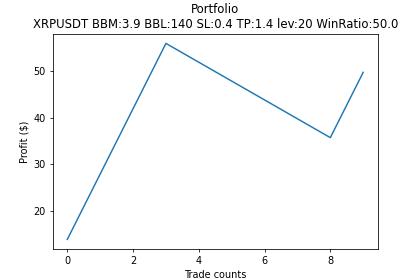 Portfolio
XRPUSDT BBM:3.9 BBL:140 SL:0.4 TP:1.4 lev:20 WinRatio:50.0
50
40
30
20
Profit ($)
0 2 4 6 8
Trade counts